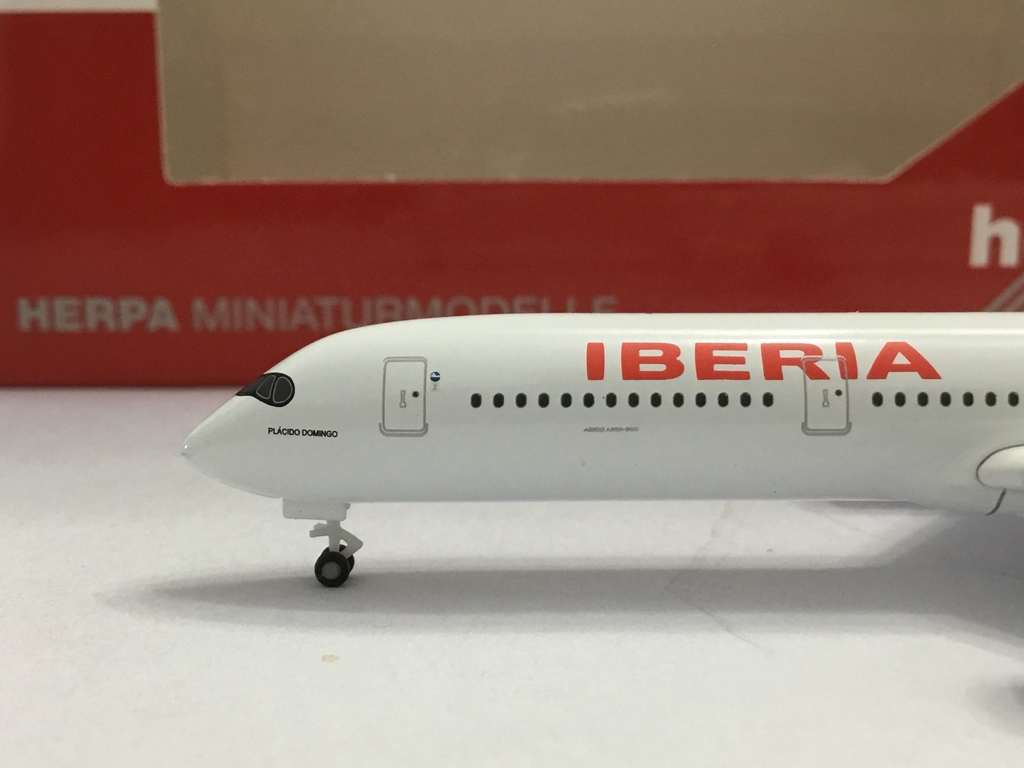 HERPA MINIATURMODELLE
h
IBERIA
PLÁCIDO DOMINGO